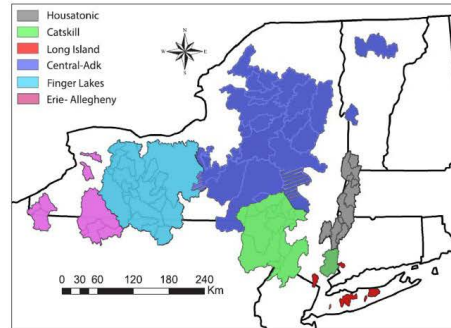 Housatonic
Catskill
Long Island
Central-Adk
Finger Lakes
Erie- Allegheny
N
W
E
S
0 30 60 120 180 240
Km